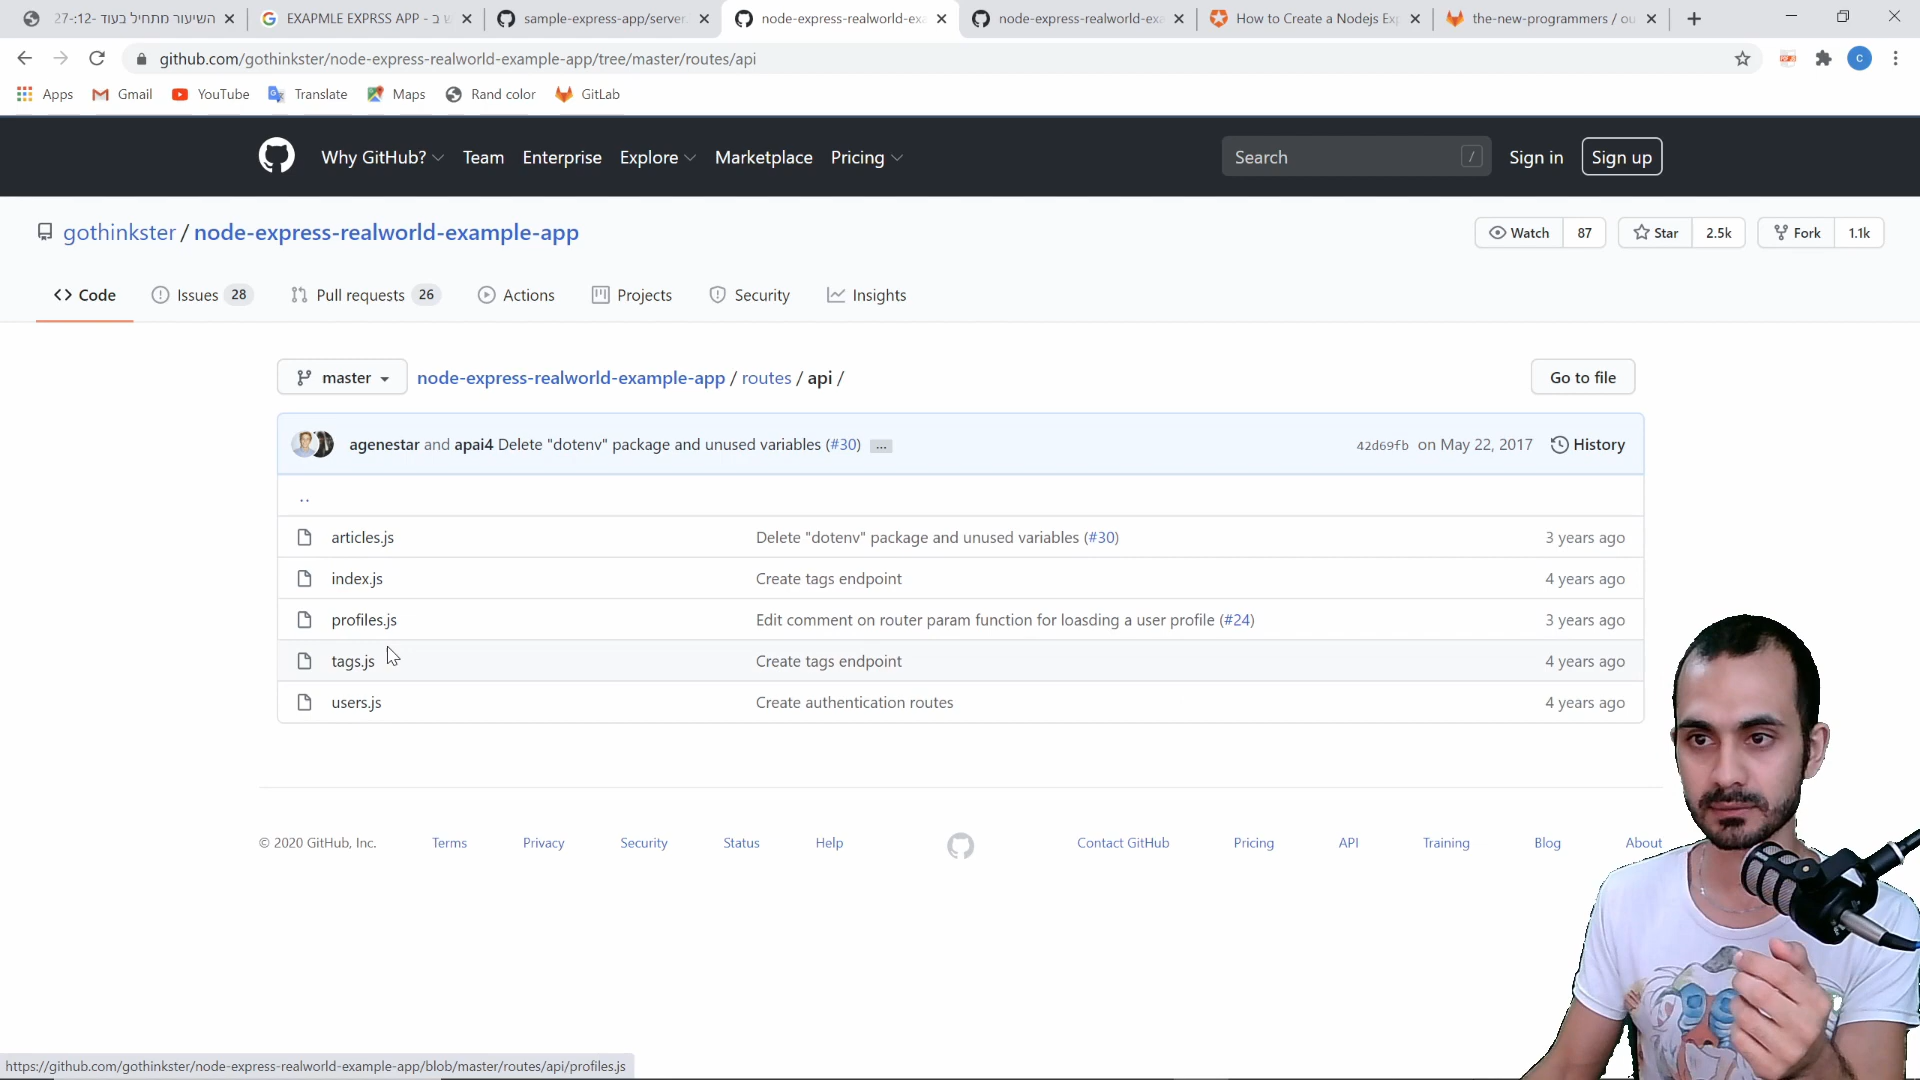 השיעור מתחיל בעוד -12:-27
EXAPMLE EXPRSS APP - ב
sample-express-app/server.
node-express-realworld-exa
node-express-realworld-exa
How to Create a Nodejs Exp
the-new-programmers / ou
github.com/gothinkster/node-express-realworld-example-app/tree/master/routes/api
C
Apps
Gmail
YouTube
Translate
Maps
Rand color
GitLab
Why GitHub?
Team
Enterprise
Explore
Marketplace
Pricing
Search
/
Sign in
Sign up
gothinkster / node-express-realworld-example-app
Watch 87
Star 2.5k
Fork 1.1k
Code
Issues 28
Pull requests 26
Actions
Projects
Security
Insights
master
node-express-realworld-example-app / routes / api /
Go to file
agenestar and apai4 Delete "dotenv" package and unused variables (#30) ...
42d69fb on May 22, 2017
History
..
articles.js Delete "dotenv" package and unused variables (#30) 3 years ago
index.js Create tags endpoint 4 years ago
profiles.js Edit comment on router param function for loasding a user profile (#24) 3 years ago
tags.js Create tags endpoint 4 years ago
users.js Create authentication routes 4 years ago
© 2020 GitHub, Inc.
Terms
Privacy
Security
Status
Help
Contact GitHub
Pricing
API
Training
Blog
About
https://github.com/gothinkster/node-express-realworld-example-app/blob/master/routes/api/profiles.js